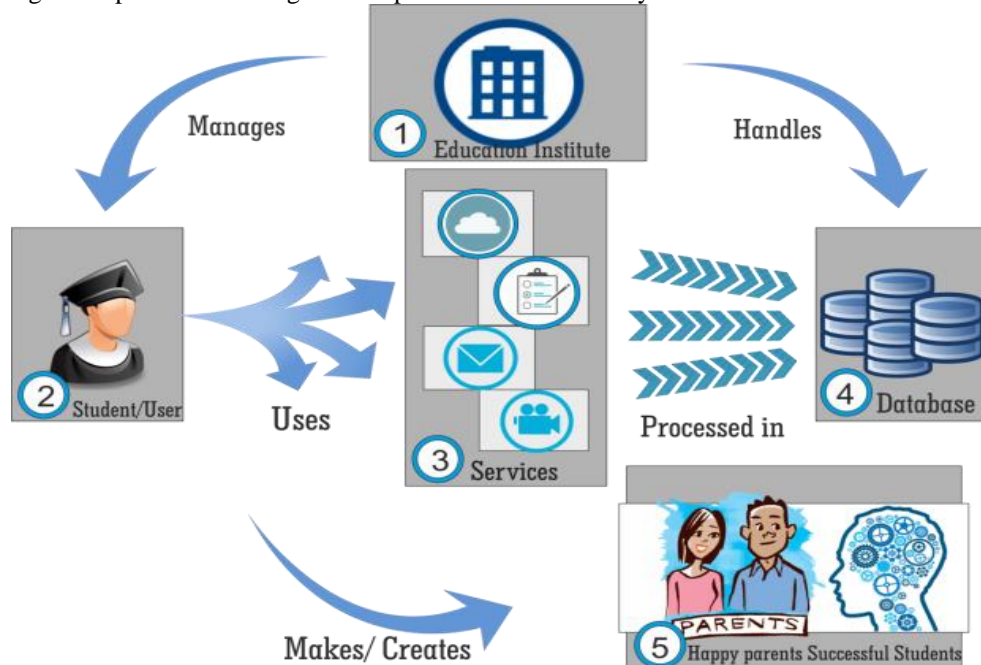 Manages
Handles
1
Education Institute
2
Student/User
Uses
3
Services
Processed in
4
Database
Makes/ Creates
PARENTS
5
Happy parents Successful Students